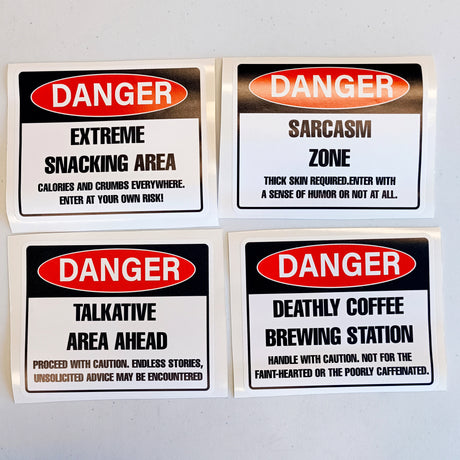 DANGER
EXTREME
SNACKING AREA
CALORIES AND CRUMBS EVERYWHERE.
ENTER AT YOUR OWN RISK!
DANGER
SARCASM
ZONE
THICK SKIN REQUIRED.ENTER WITH
A SENSE OF HUMOR OR NOT AT ALL.
DANGER
TALKATIVE
AREA AHEAD
PROCEED WITH CAUTION. ENDLESS STORIES,
UNSOLICITED ADVICE MAY BE ENCOUNTERED
DANGER
DEATHLY COFFEE
BREWING STATION
HANDLE WITH CAUTION. NOT FOR THE
FAINT-HEARTED OR THE POORLY CAFFEINATED.